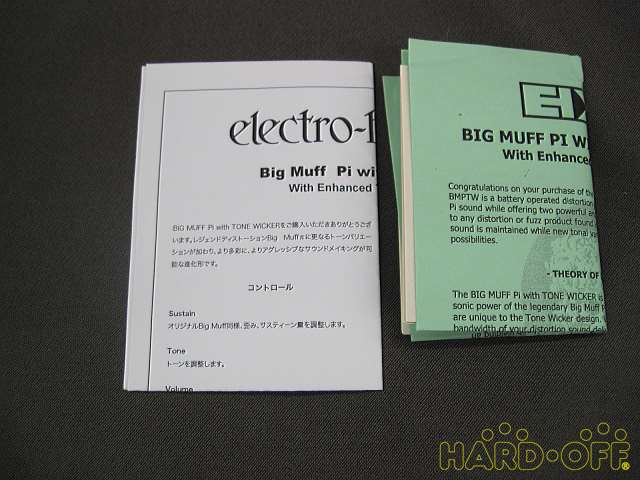 electro-
Big Muff Pi wi
With Enhanced
BIG MUFF PI with TONE WICKERをご購入いただきありがとうござ
います。レジェンドディストーションBig Muffπに更なるトーンバリエー
ションが加わり、より多彩に、よりアグレッシブなサウンドメイキングが可
能な進化形です。
コントロール
Sustain
オリジナルBig Muff同様、歪み、サスティーン量を調整します。
Tone
トーンを調整します。
Volume
BIG MUFF PI W
With Enhance
Congratulations on your purchase of the
BMPTW is a battery operated distortion
Pi sound while offering two powerful a
to any distortion or fuzz product found
sound is maintained while new tonal va
possibilities.
- THEORY OF
The BIG MUFF Pi with TONE WICKER is
sonic power of the legendary Big Muff P
are unique to the Tone Wicker design.
bandwidth of your distortion sound deli
HARD-OFF®